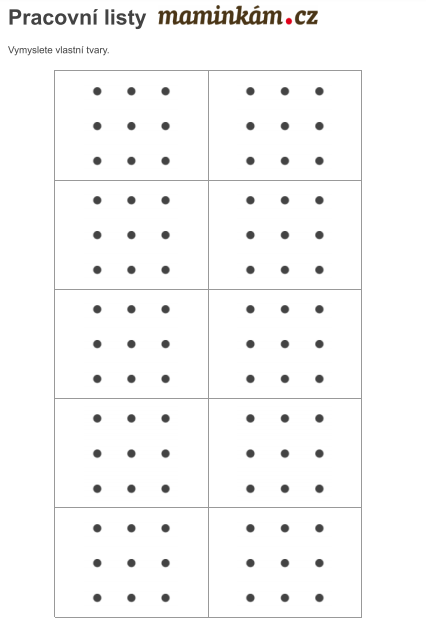 Pracovní listy maminkám.cz
Vymyslete vlastní tvary.